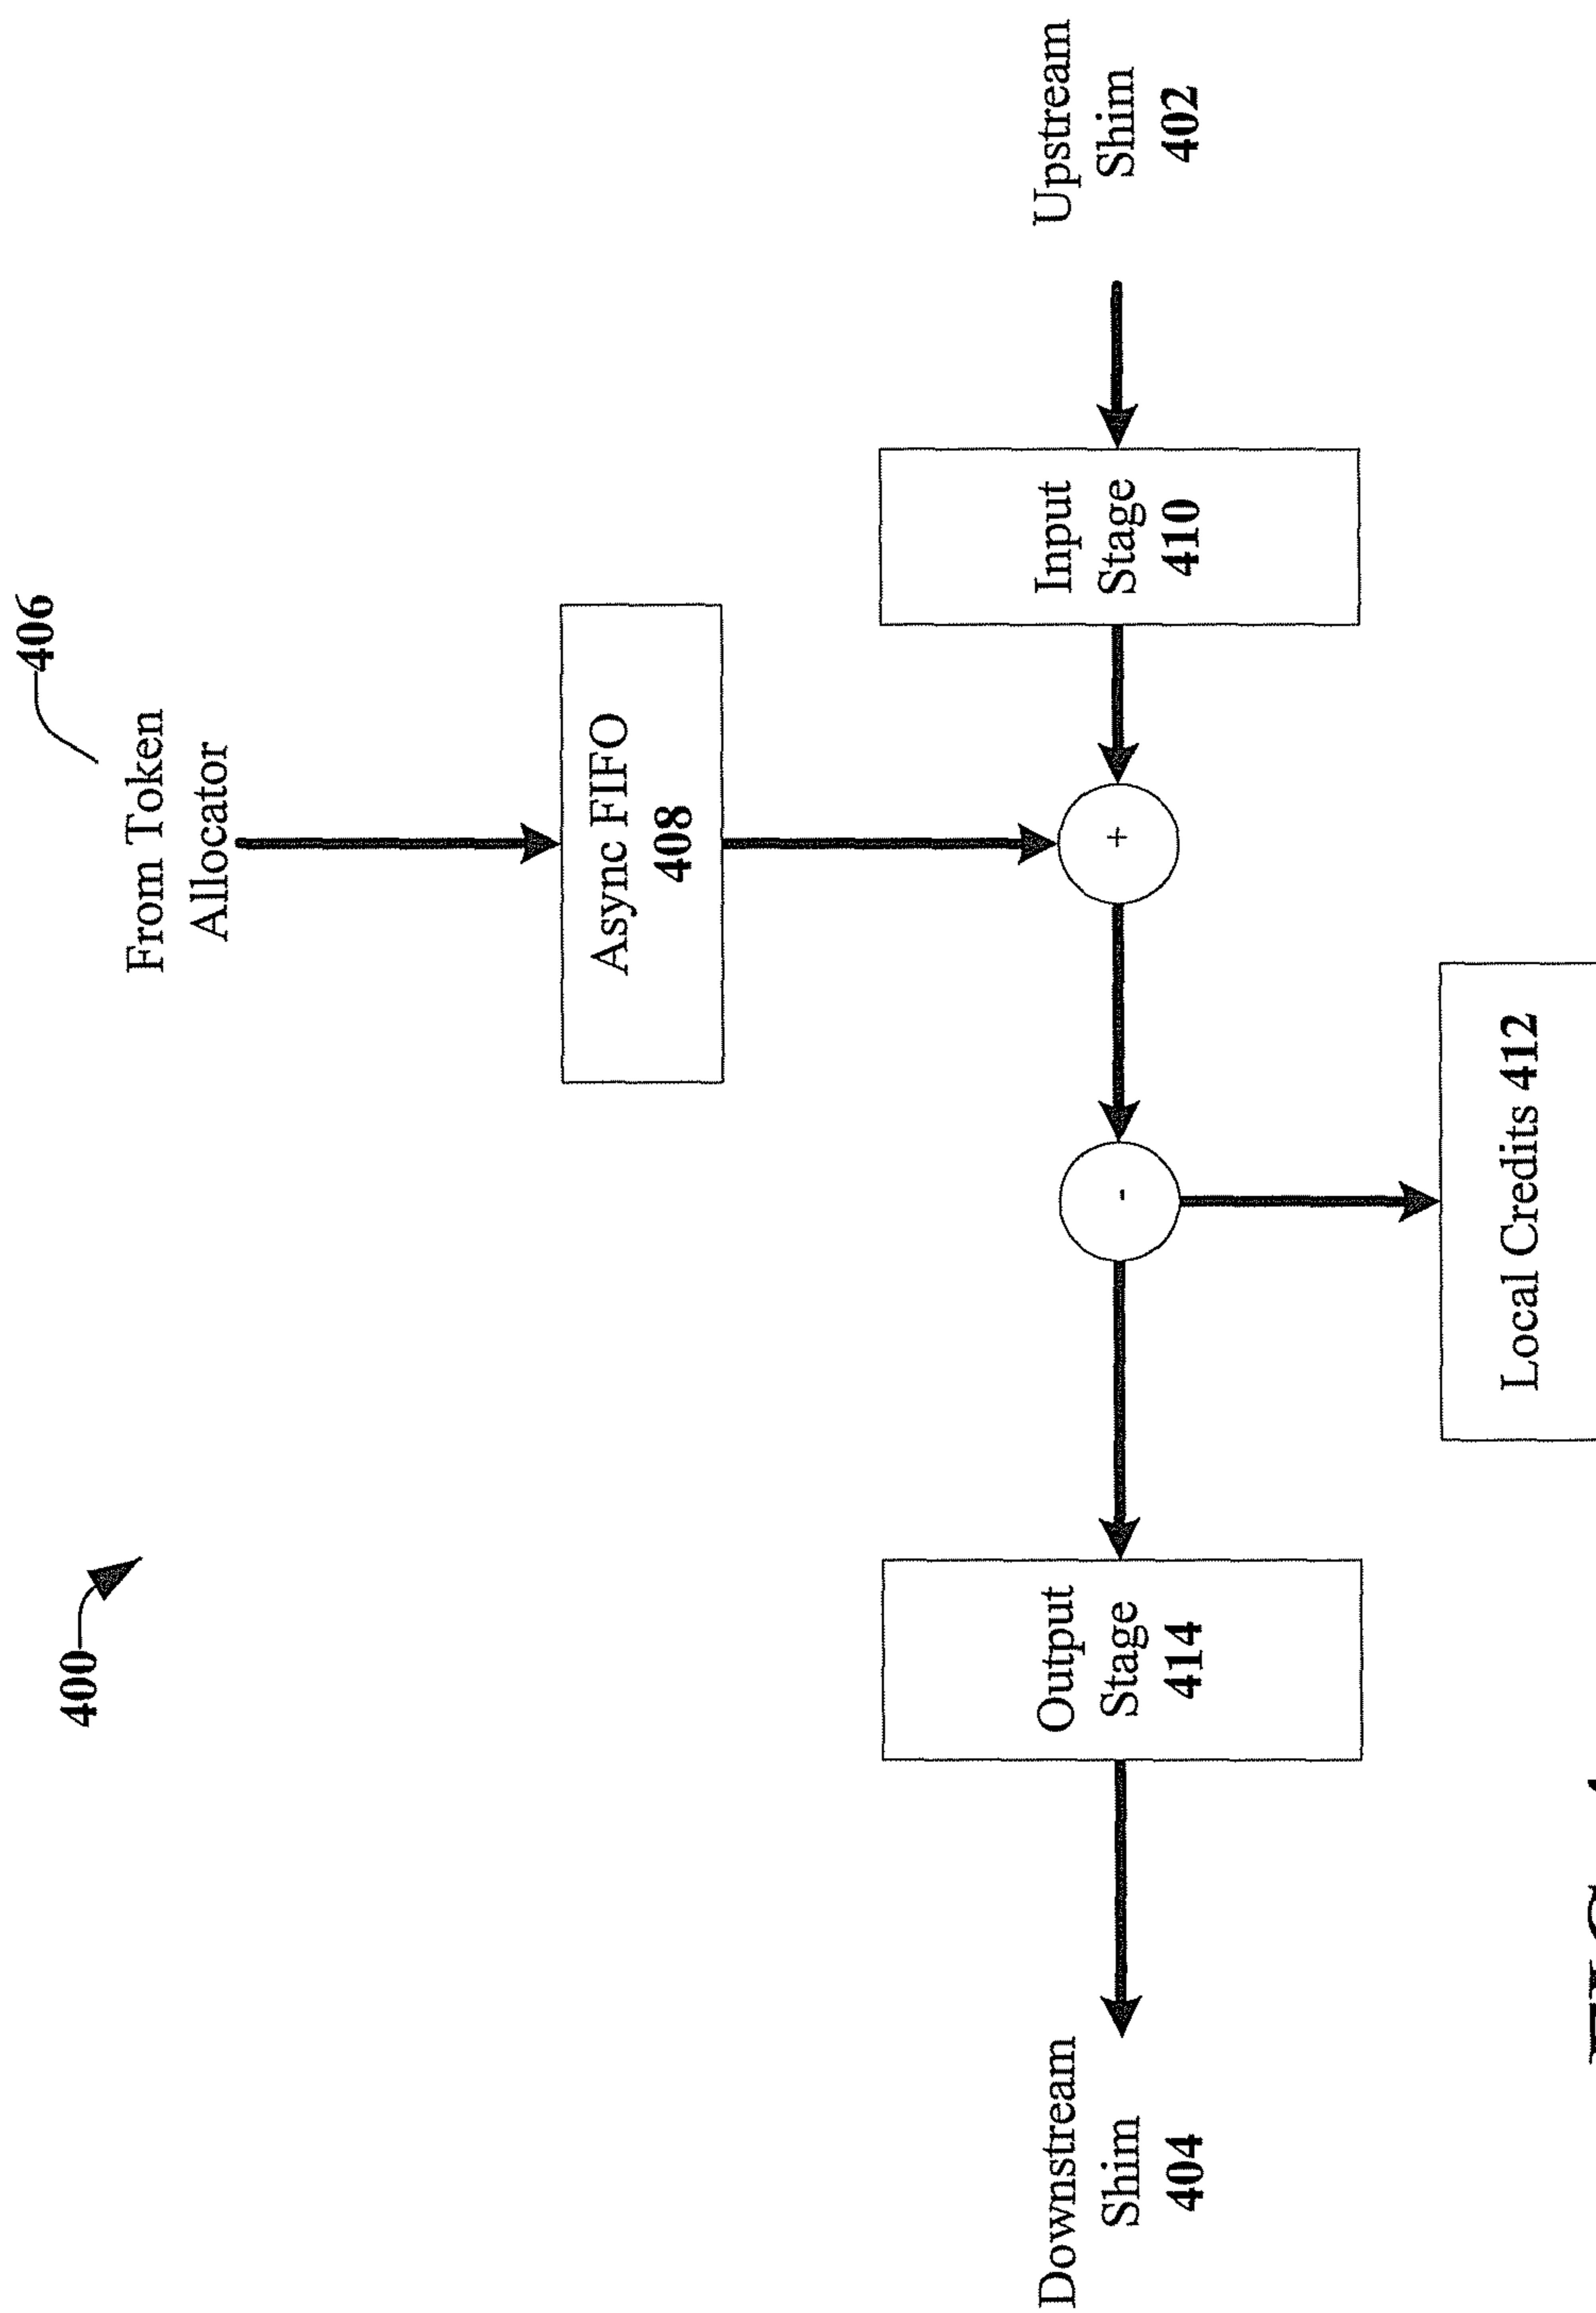 400
406
From Token
Allocator
Async FIFO
408
Downstream
Shim
404
Output
Stage
414
-
+
Input
Stage
410
Upstream
Shim
402
Local Credits 412